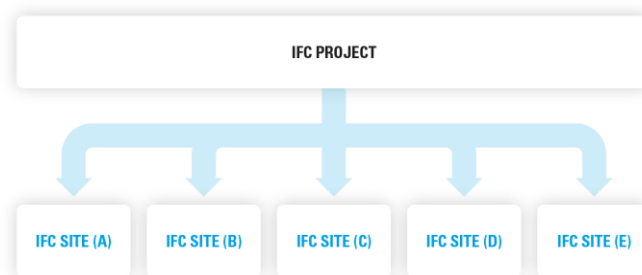 IFC PROJECT
IFC SITE (A)
IFC SITE (B)
IFC SITE (C)
IFC SITE (D)
IFC SITE (E)